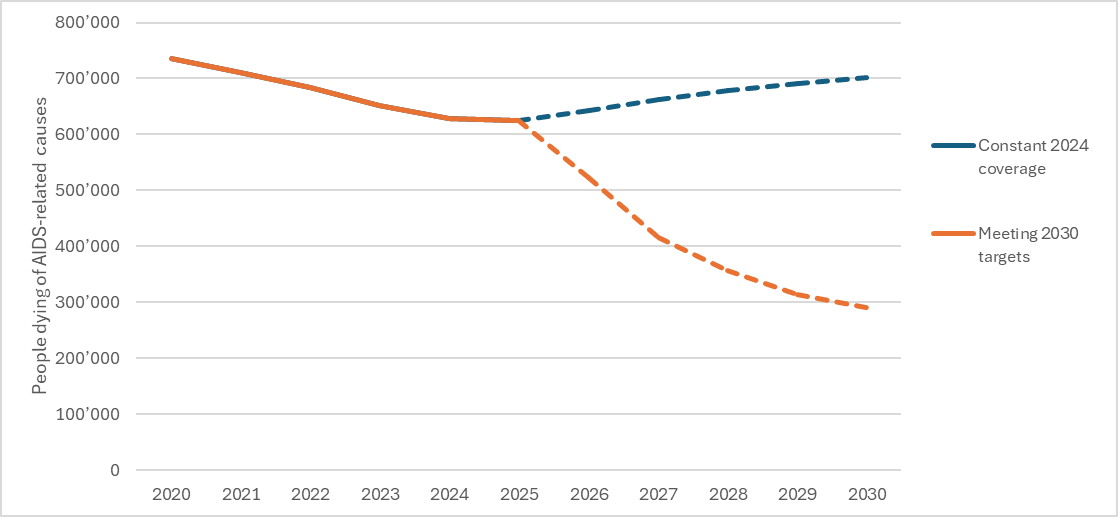 People dying of AIDS-related causes
800’000
700’000
600’000
500’000
400’000
300’000
200’000
100’000
0
2020 2021 2022 2023 2024 2025 2026 2027 2028 2029 2030
Constant 2024
coverage
Meeting 2030
targets